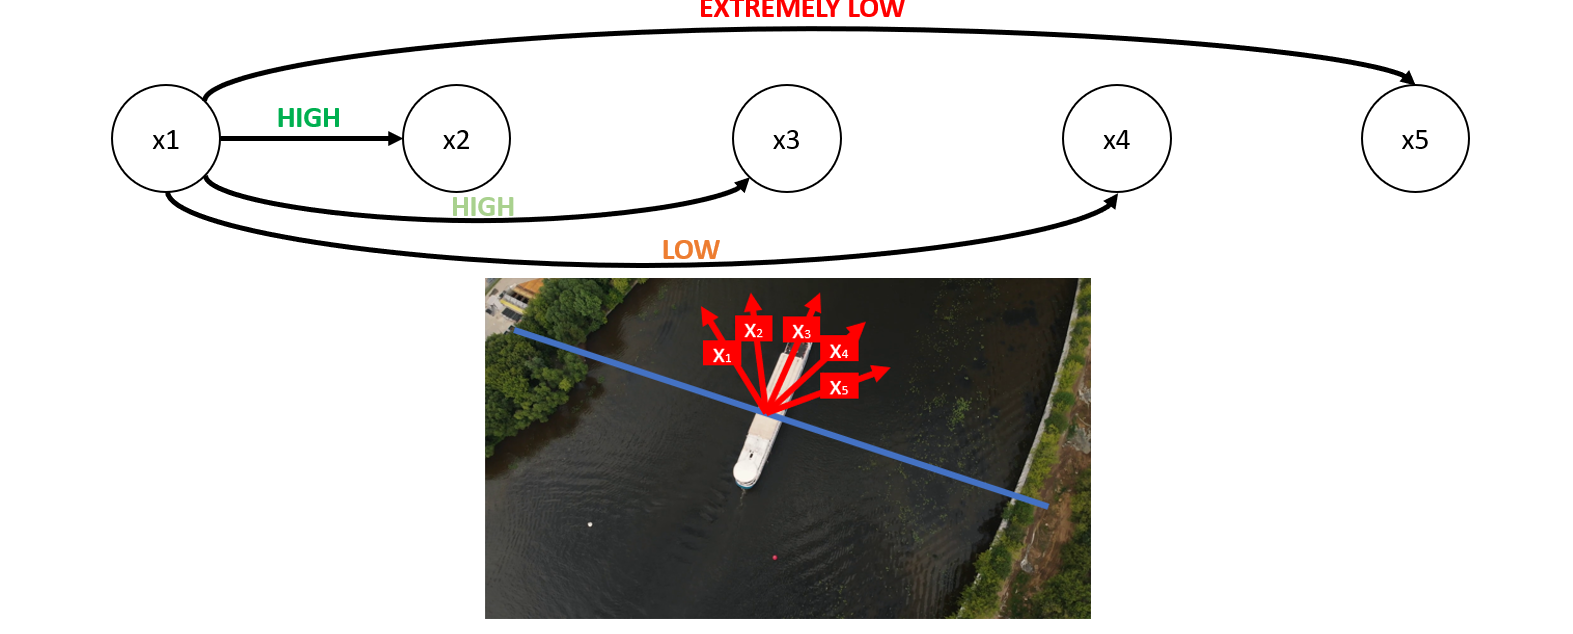 EXTREMELY LOW
HIGH
x1
x2
x3
x4
x5
HIGH
LOW
X1
X2
X3
X4
X5